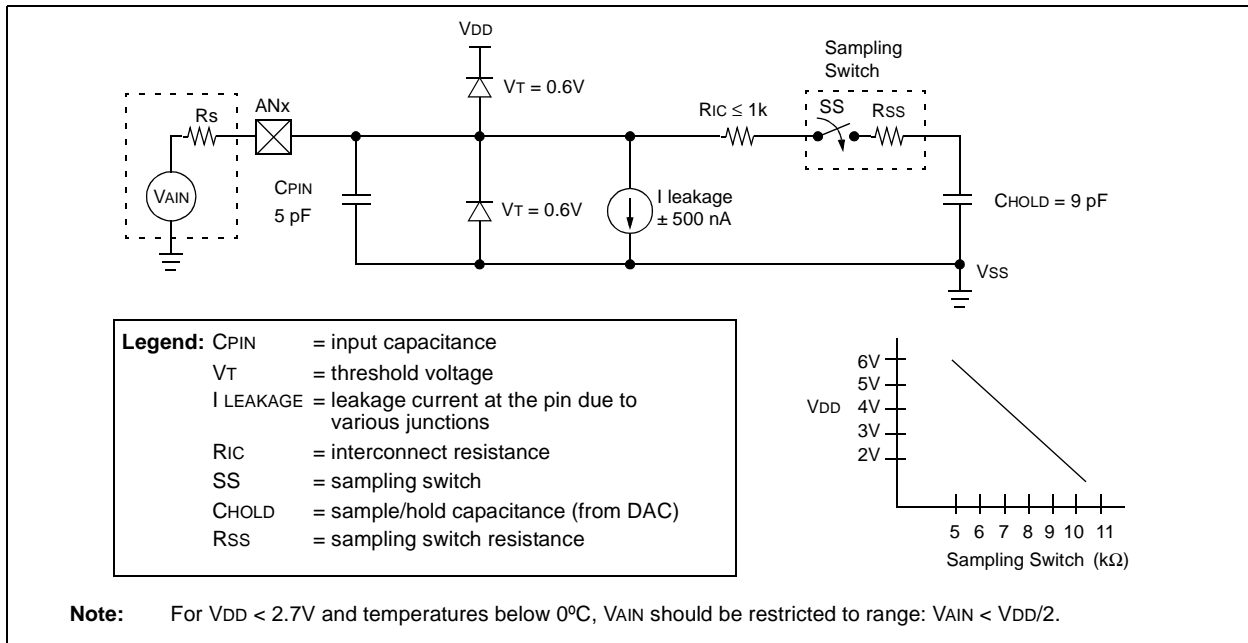 VDD
Sampling
Switch
VT = 0.6V
ANx
RS
RIC ≤ 1k
SS
RSS
VAIN
CPIN
5 pF
VT = 0.6V
I leakage
± 500 nA
CHOLD = 9 pF
VSS
Legend: CPIN = input capacitance
VT = threshold voltage
I LEAKAGE = leakage current at the pin due to
various junctions
RIC = interconnect resistance
SS = sampling switch
CHOLD = sample/hold capacitance (from DAC)
RSS = sampling switch resistance
6V
5V
VDD 4V
3V
2V
5 6 7 8 9 10 11
Sampling Switch (kΩ)
Note: For VDD < 2.7V and temperatures below 0ºC, VAIN should be restricted to range: VAIN < VDD/2.